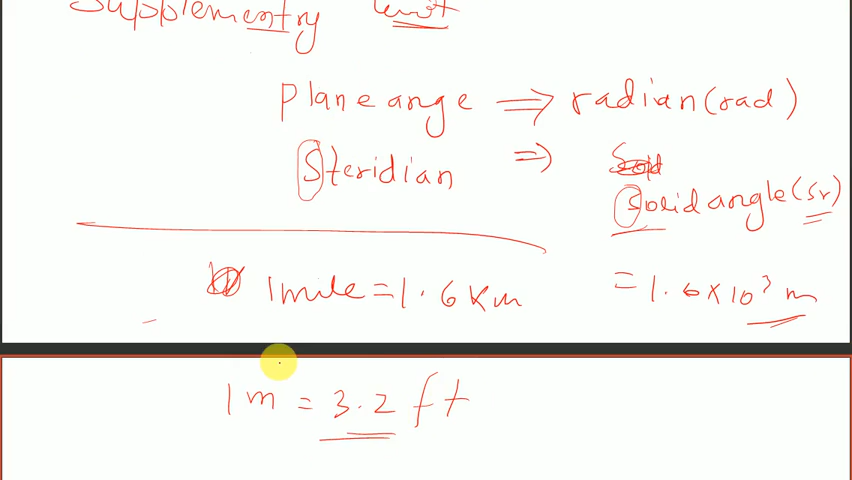 Supplementry unit
Plane ange ⇒ radian(rad)
Steridian ⇒ solid angle(Sr)
1mile = 1.6 Km = 1.6 × 10³ m
1m = 3.2 ft